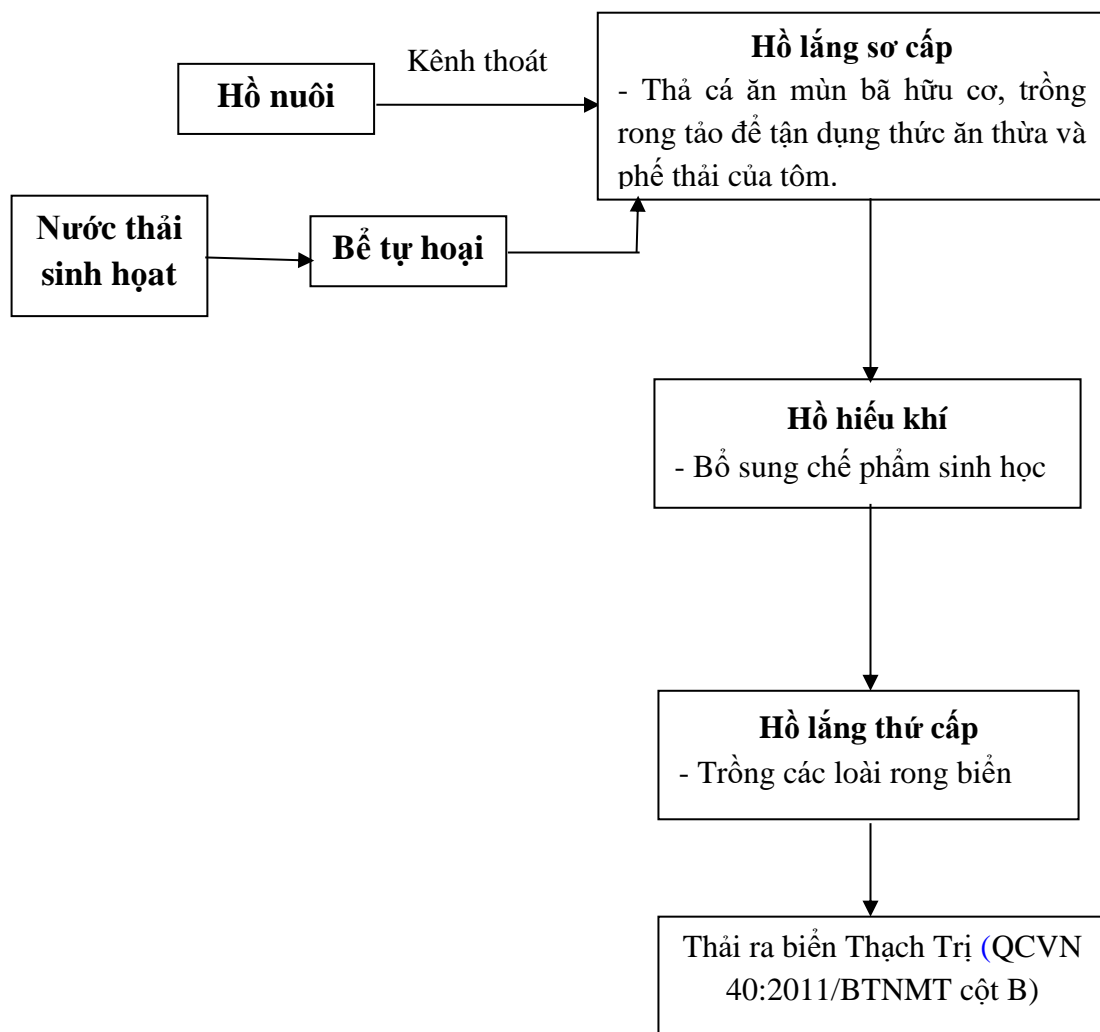 Hồ nuôi
Kênh thoát
Hồ lắng sơ cấp
- Thả cá ăn mùn bã hữu cơ, trồng
rong tảo để tận dụng thức ăn thừa và
phế thải của tôm.
Nước thải
sinh họat
Bể tự hoại
Hồ hiếu khí
- Bổ sung chế phẩm sinh học
Hồ lắng thứ cấp
- Trồng các loài rong biển
Thải ra biển Thạch Trị (QCVN
40:2011/BTNMT cột B)